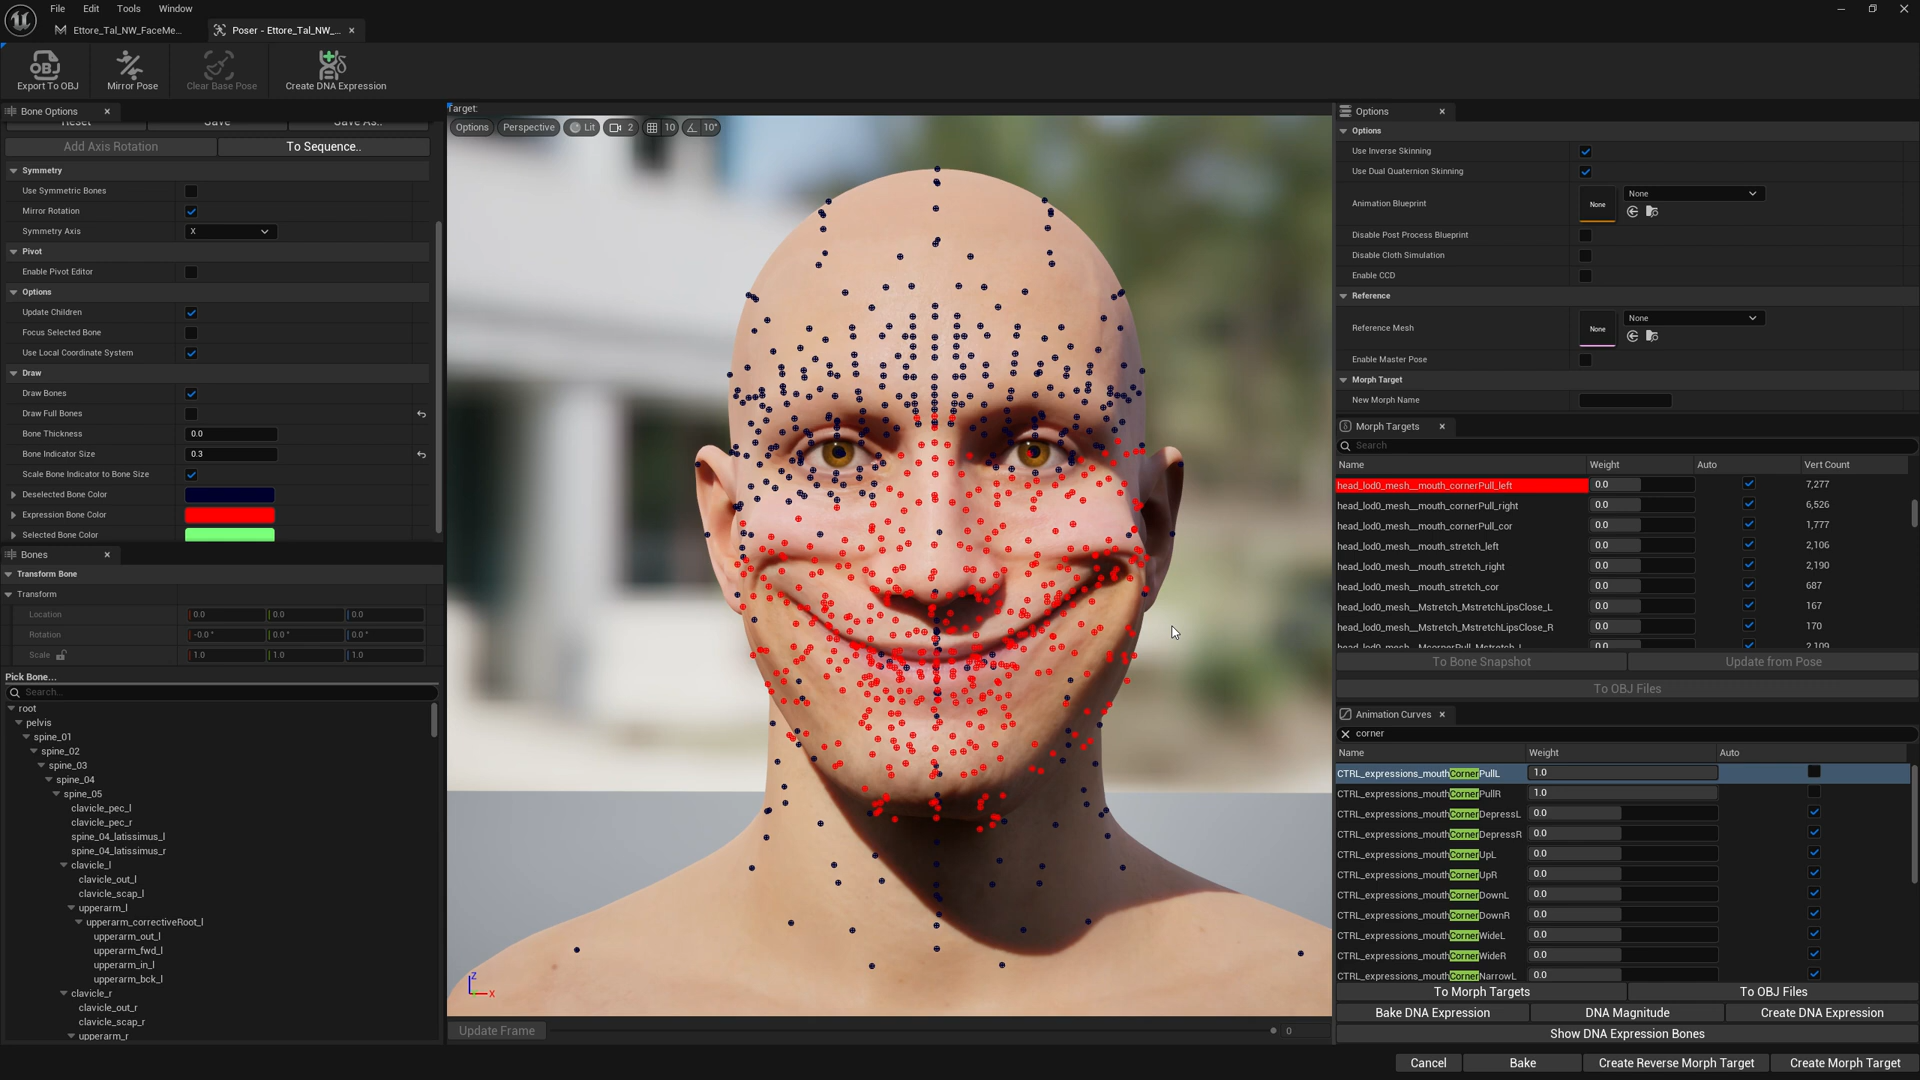 File Edit Tools Window
Ettore_Tal_NW_FaceMe...
Poser - Ettore_Tal_NW_...
Export To OBJ
Mirror Pose
Clear Base Pose
Create DNA Expression
Bone Options
Reset Save Save As..
Add Axis Rotation To Sequence..
Symmetry
Use Symmetric Bones
Mirror Rotation
Symmetry Axis X
Pivot
Enable Pivot Editor
Options
Update Children
Focus Selected Bone
Use Local Coordinate System
Draw
Draw Bones
Draw Full Bones
Bone Thickness 0.0
Bone Indicator Size 0.3
Scale Bone Indicator to Bone Size
Deselected Bone Color
Expression Bone Color
Selected Bone Color
Bones
Transform Bone
Transform
Location 0.0 0.0 0.0
Rotation -0.0 ° 0.0 ° 0.0 °
Scale 1.0 1.0 1.0
Pick Bone...
Search...
root
pelvis
spine_01
spine_02
spine_03
spine_04
spine_05
clavicle_pec_l
clavicle_pec_r
spine_04_latissimus_l
spine_04_latissimus_r
clavicle_l
clavicle_out_l
clavicle_scap_l
upperarm_l
upperarm_correctiveRoot_l
upperarm_out_l
upperarm_fwd_l
upperarm_in_l
upperarm_bck_l
clavicle_r
clavicle_out_r
clavicle_scap_r
upperarm_r
Target:
Options Perspective Lit 2 10 10°
Z
X
Update Frame 0
Options
Options
Use Inverse Skinning
Use Dual Quaternion Skinning
Animation Blueprint None None
Disable Post Process Blueprint
Disable Cloth Simulation
Enable CCD
Reference
Reference Mesh None None
Enable Master Pose
Morph Target
New Morph Name
Morph Targets
Search
Name Weight Auto Vert Count
head_lod0_mesh__mouth_cornerPull_left 0.0 7,277
head_lod0_mesh__mouth_cornerPull_right 0.0 6,526
head_lod0_mesh__mouth_cornerPull_cor 0.0 1,777
head_lod0_mesh__mouth_stretch_left 0.0 2,106
head_lod0_mesh__mouth_stretch_right 0.0 2,190
head_lod0_mesh__mouth_stretch_cor 0.0 687
head_lod0_mesh__Mstretch_MstretchLipsClose_L 0.0 167
head_lod0_mesh__Mstretch_MstretchLipsClose_R 0.0 170
head_lod0_mesh__McornerPull_Mstretch_L 0.0 2,109
To Bone Snapshot Update from Pose
To OBJ Files
Animation Curves
corner
Name Weight Auto
CTRL_expressions_mouthCornerPullL 1.0
CTRL_expressions_mouthCornerPullR 1.0
CTRL_expressions_mouthCornerDepressL 0.0
CTRL_expressions_mouthCornerDepressR 0.0
CTRL_expressions_mouthCornerUpL 0.0
CTRL_expressions_mouthCornerUpR 0.0
CTRL_expressions_mouthCornerDownL 0.0
CTRL_expressions_mouthCornerDownR 0.0
CTRL_expressions_mouthCornerWideL 0.0
CTRL_expressions_mouthCornerWideR 0.0
CTRL_expressions_mouthCornerNarrowL 0.0
To Morph Targets To OBJ Files
Bake DNA Expression DNA Magnitude Create DNA Expression
Show DNA Expression Bones
Cancel Bake Create Reverse Morph Target Create Morph Target